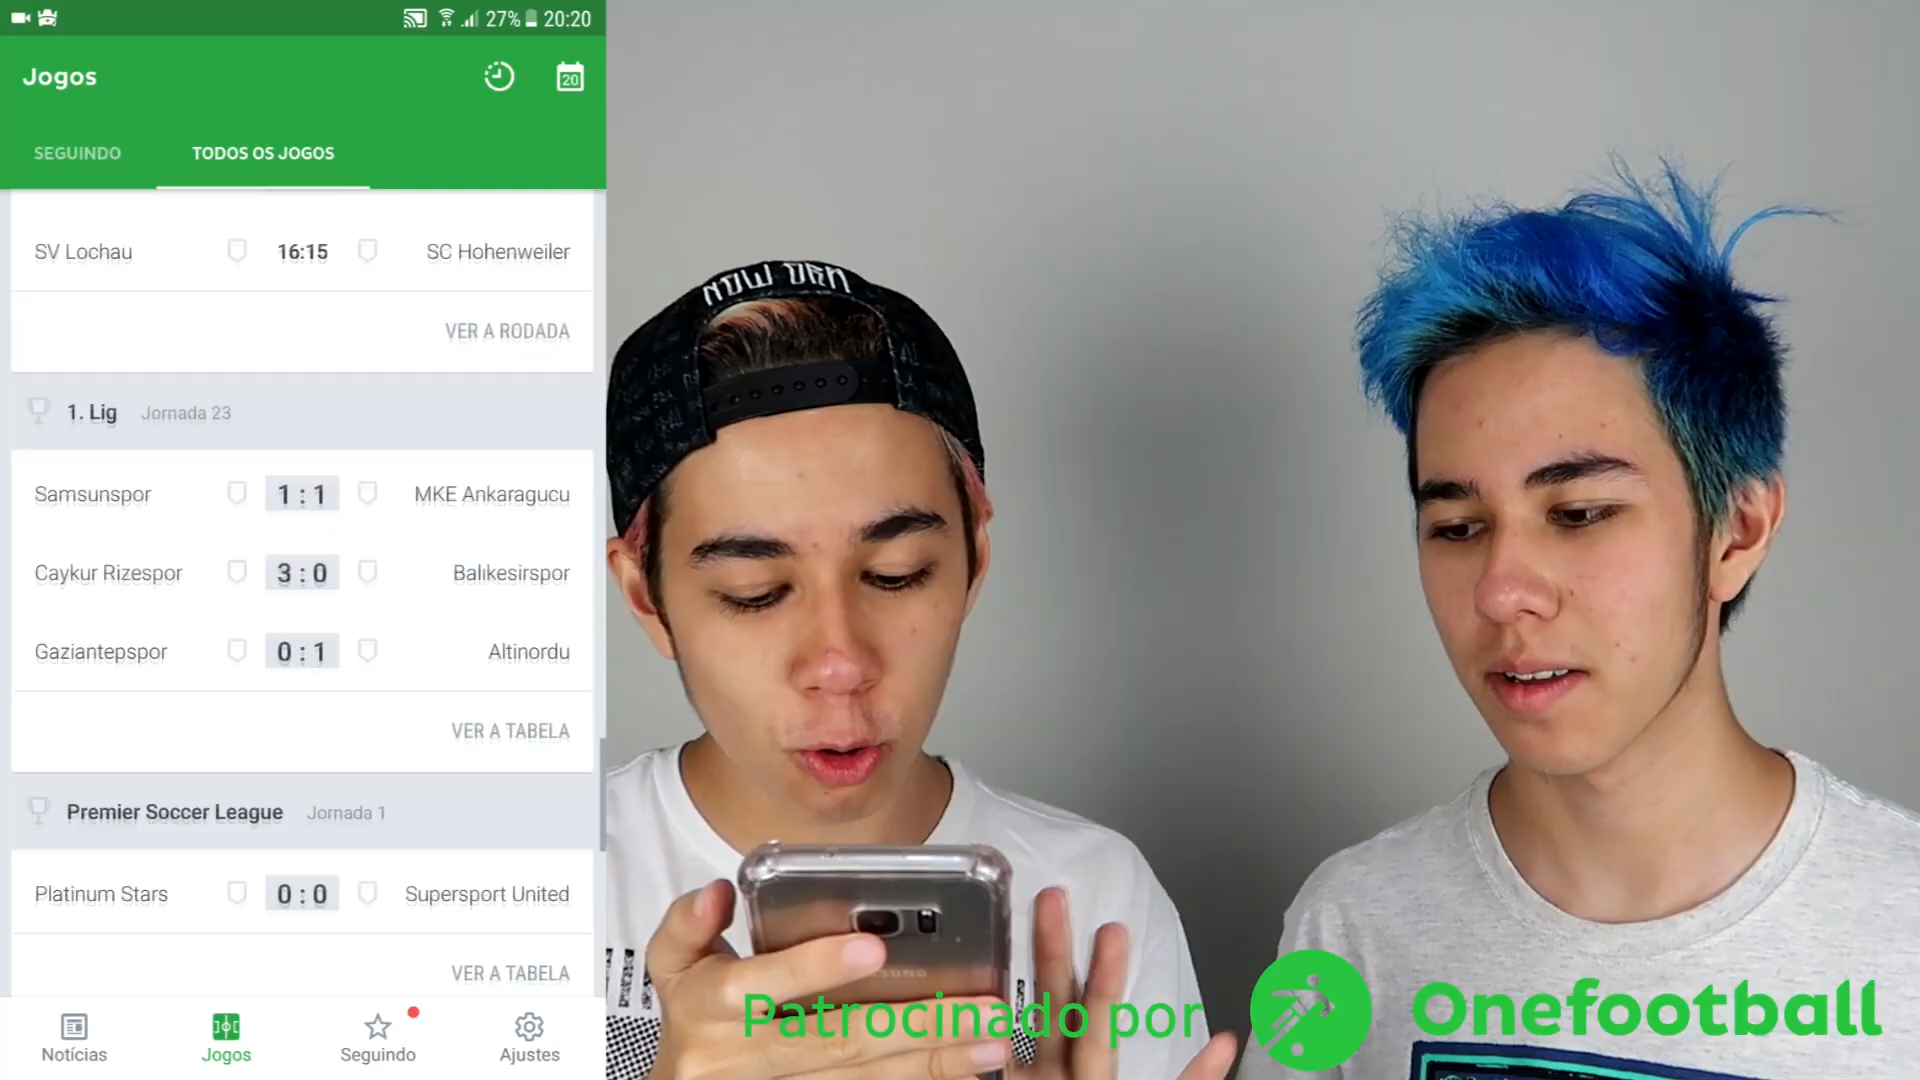 27% 20:20
Jogos
20
SEGUINDO TODOS OS JOGOS
SV Lochau 16:15 SC Hohenweiler
VER A RODADA
1. Lig Jornada 23
Samsunspor 1 : 1 MKE Ankaragucu
Caykur Rizespor 3 : 0 Balıkesirspor
Gaziantepspor 0 : 1 Altinordu
VER A TABELA
Premier Soccer League Jornada 1
Platinum Stars 0 : 0 Supersport United
VER A TABELA
Notícias Jogos Seguindo Ajustes
SAMSUNG
Patrocinado por Onefootball